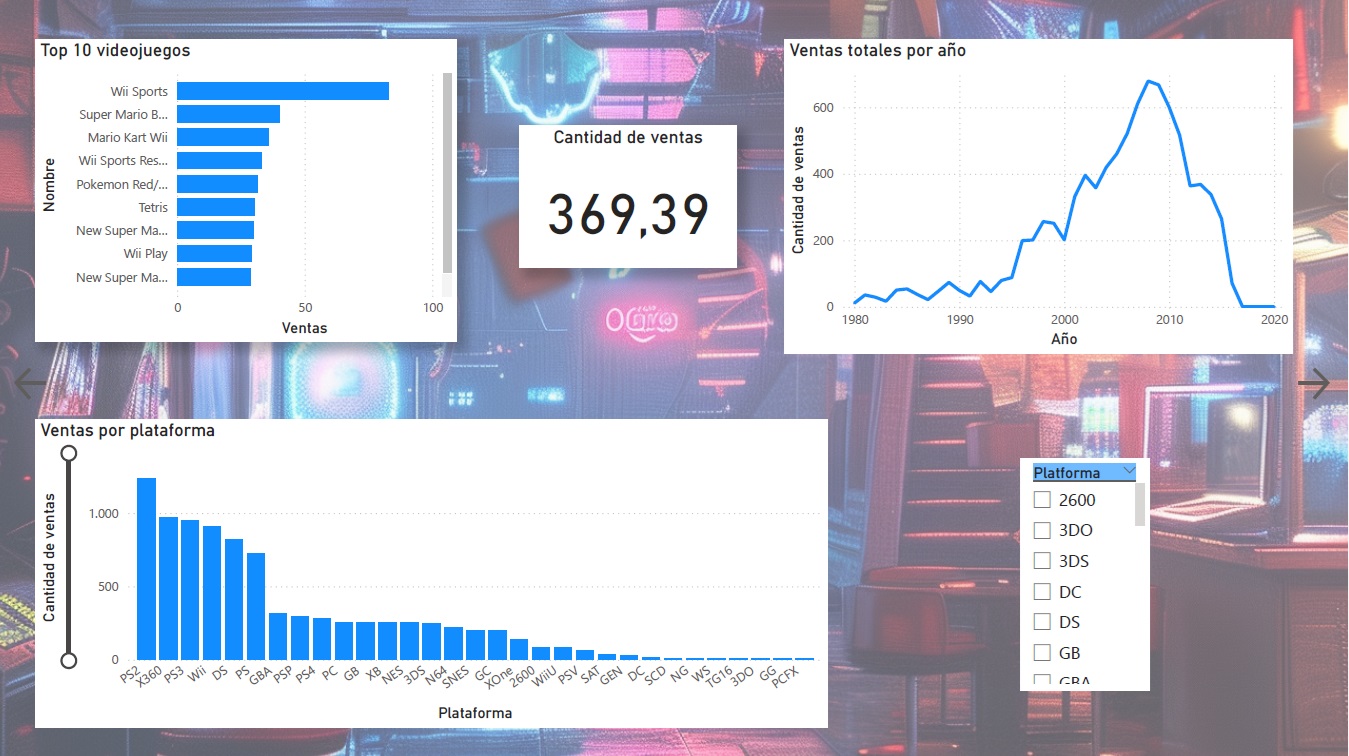 Top 10 videojuegos
Nombre
Wii Sports
Super Mario B...
Mario Kart Wii
Wii Sports Res...
Pokemon Red/...
Tetris
New Super Ma...
Wii Play
New Super Ma...
0 50 100
Ventas
Cantidad de ventas
369,39
Ventas totales por año
Cantidad de ventas
600
400
200
0
1980 1990 2000 2010 2020
Año
Ventas por plataforma
Cantidad de ventas
1.000
500
0
PS2 X360 PS3 Wii DS PS GBA PSP PS4 PC GB XB NES 3DS N64 SNES GC XOne 2600 WiiU PSV SAT GEN DC SCD NG WS TG16 3DO GG PCFX
Plataforma
Platforma
2600
3DO
3DS
DC
DS
GB
GBA